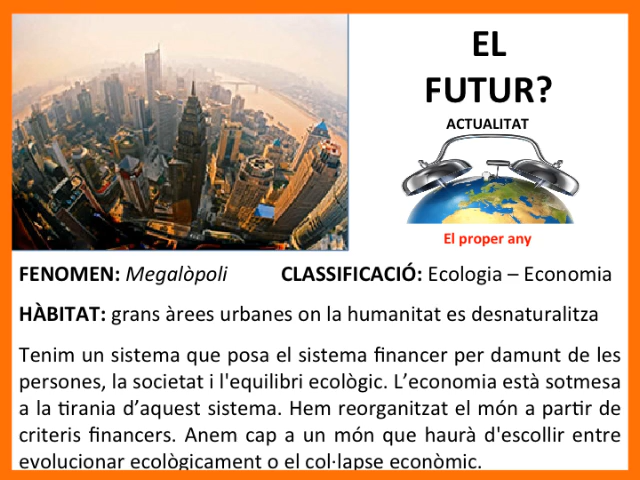 EL
FUTUR?
ACTUALITAT
El proper any
FENOMEN: Megalòpoli CLASSIFICACIÓ: Ecologia – Economia
HÀBITAT: grans àrees urbanes on la humanitat es desnaturalitza
Tenim un sistema que posa el sistema financer per damunt de les
persones, la societat i l'equilibri ecològic. L’economia està sotmesa
a la tirania d’aquest sistema. Hem reorganitzat el món a partir de
criteris financers. Anem cap a un món que haurà d'escollir entre
evolucionar ecològicament o el col·lapse econòmic.